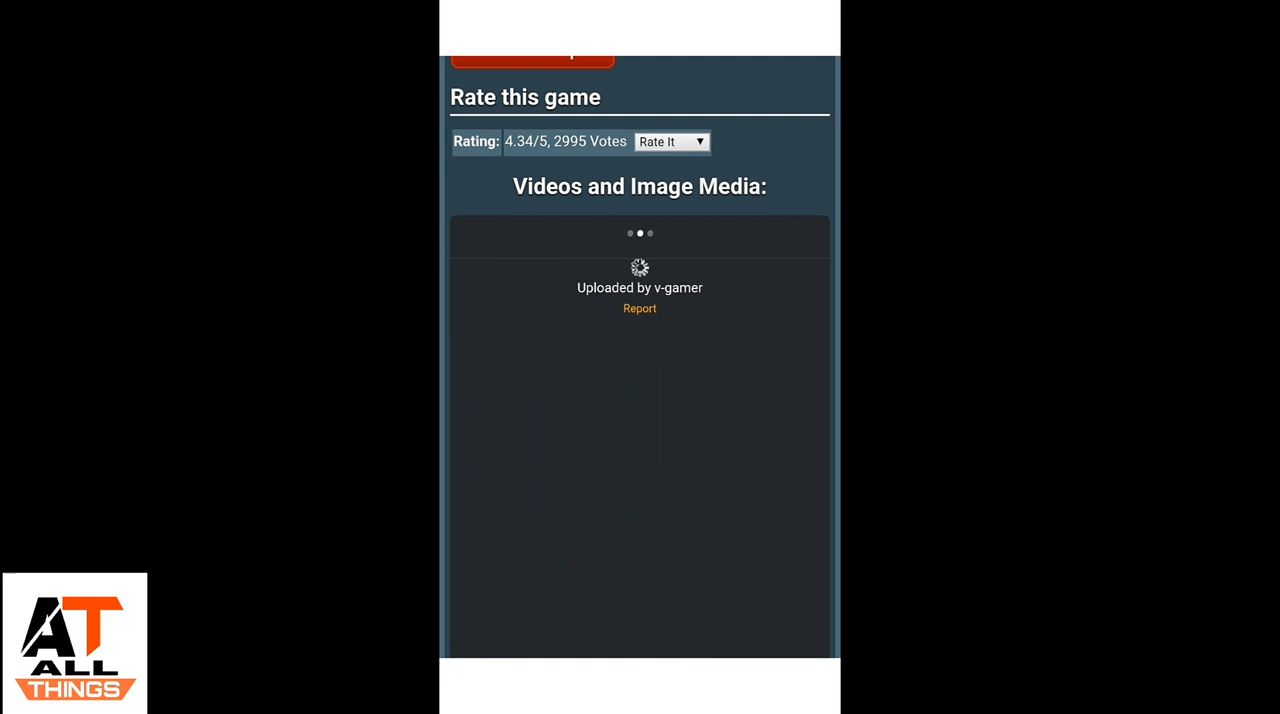 Rate this game
Rating: 4.34/5, 2995 Votes Rate It ▼
Videos and Image Media:
Uploaded by v-gamer
Report
AT
ALL
THINGS